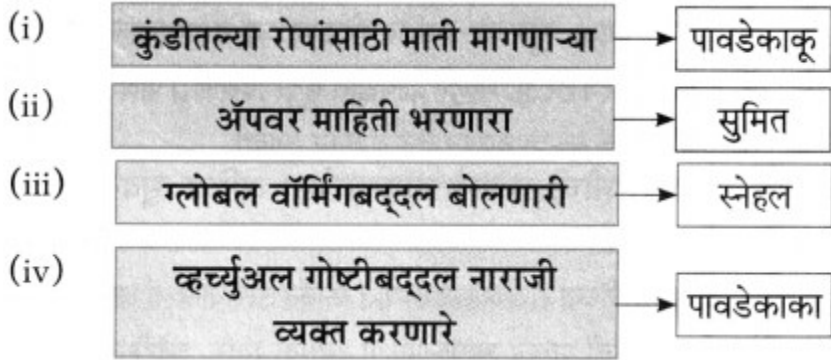 (i) कुंडीतल्या रोपांसाठी माती मागणाऱ्या → पावडेकाकू
(ii) ॲपवर माहिती भरणारा → सुमित
(iii) ग्लोबल वॉर्मिंगबद्दल बोलणारी → स्नेहल
(iv) व्हर्च्युअल गोष्टीबद्दल नाराजी
व्यक्त करणारे → पावडेकाका